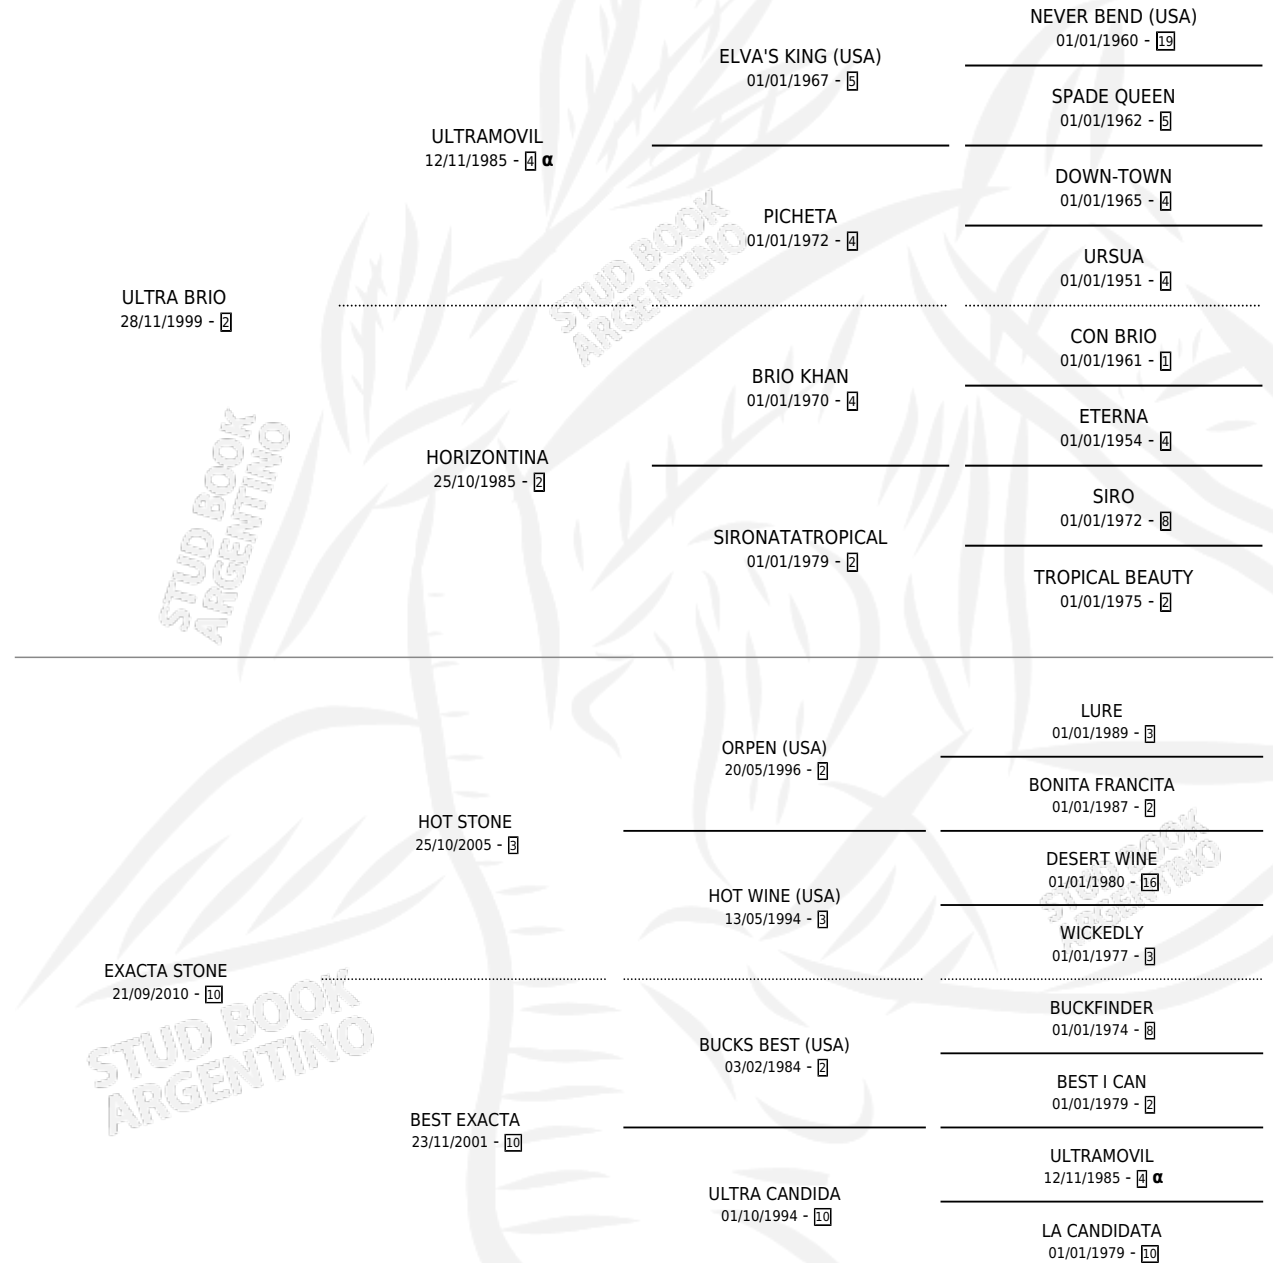 NEVER BEND (USA)
01/01/1960 - 19
ELVA'S KING (USA)
01/01/1967 - 5
SPADE QUEEN
01/01/1962 - 5
ULTRAMOVIL
12/11/1985 - 4 α
DOWN-TOWN
01/01/1965 - 4
PICHETA
01/01/1972 - 4
URSUA
01/01/1951 - 4
ULTRA BRIO
28/11/1999 - 2
CON BRIO
01/01/1961 - 1
BRIO KHAN
01/01/1970 - 4
ETERNA
01/01/1954 - 4
HORIZONTINA
25/10/1985 - 2
SIRO
01/01/1972 - 8
SIRONATATROPICAL
01/01/1979 - 2
TROPICAL BEAUTY
01/01/1975 - 2
LURE
01/01/1989 - 3
ORPEN (USA)
20/05/1996 - 2
BONITA FRANCITA
01/01/1987 - 2
HOT STONE
25/10/2005 - 3
DESERT WINE
01/01/1980 - 16
HOT WINE (USA)
13/05/1994 - 3
WICKEDLY
01/01/1977 - 3
EXACTA STONE
21/09/2010 - 10
BUCKFINDER
01/01/1974 - 8
BUCKS BEST (USA)
03/02/1984 - 2
BEST I CAN
01/01/1979 - 2
BEST EXACTA
23/11/2001 - 10
ULTRAMOVIL
12/11/1985 - 4 α
ULTRA CANDIDA
01/10/1994 - 10
LA CANDIDATA
01/01/1979 - 10
STUD BOOK
ARGENTINO
STUD BOOK
ARGENTINO
STUD BOOK
ARGENTINO
STUD BOOK
ARGENTINO